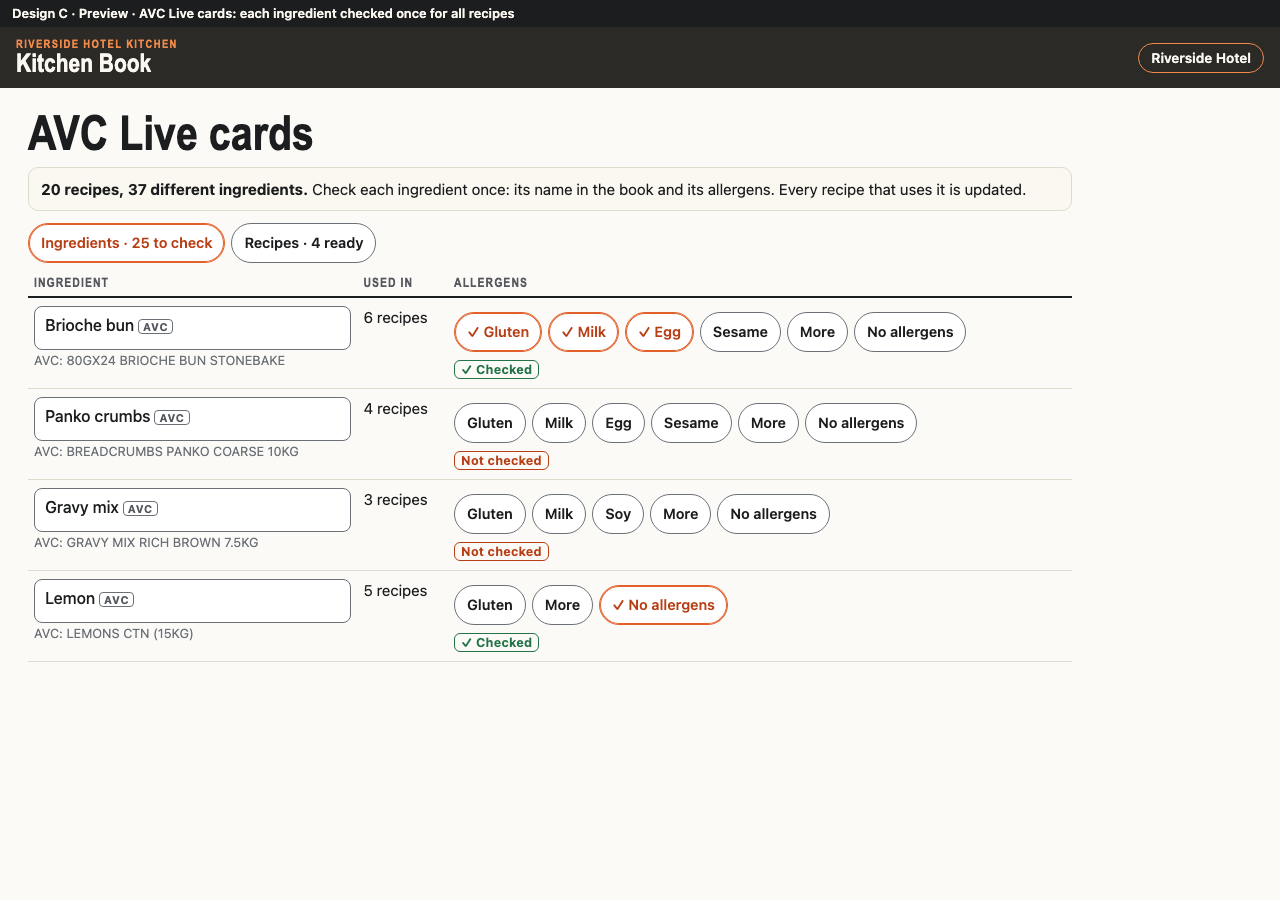 Design C · Preview · AVC Live cards: each ingredient checked once for all recipes
RIVERSIDE HOTEL KITCHEN
Kitchen Book
Riverside Hotel
AVC Live cards
20 recipes, 37 different ingredients. Check each ingredient once: its name in the book and its allergens. Every recipe that uses it is updated.
Ingredients · 25 to check Recipes · 4 ready
INGREDIENT USED IN ALLERGENS
Brioche bun AVC 6 recipes ✓ Gluten ✓ Milk ✓ Egg Sesame More No allergens
AVC: 80GX24 BRIOCHE BUN STONEBAKE ✓ Checked
Panko crumbs AVC 4 recipes Gluten Milk Egg Sesame More No allergens
AVC: BREADCRUMBS PANKO COARSE 10KG Not checked
Gravy mix AVC 3 recipes Gluten Milk Soy More No allergens
AVC: GRAVY MIX RICH BROWN 7.5KG Not checked
Lemon AVC 5 recipes Gluten More ✓ No allergens
AVC: LEMONS CTN (15KG) ✓ Checked